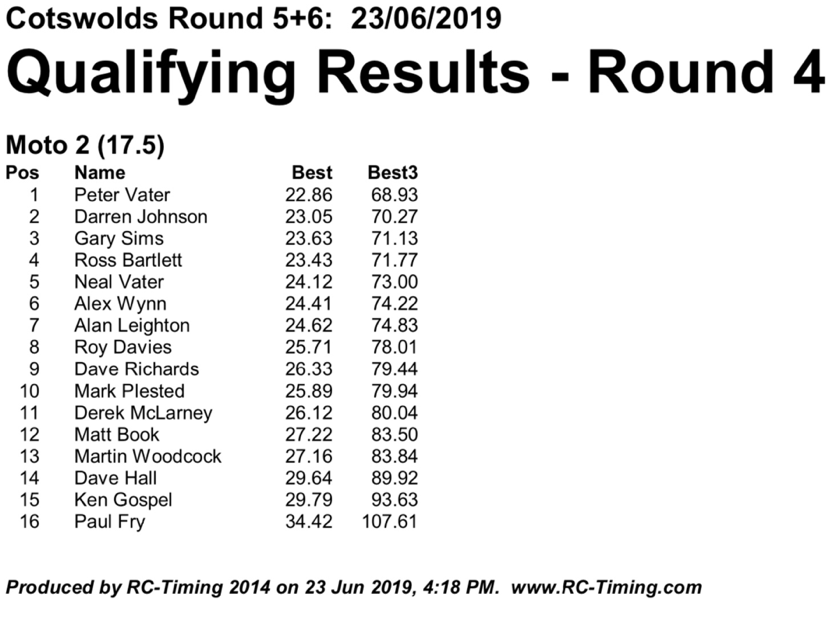 Cotswolds Round 5+6: 23/06/2019
Qualifying Results - Round 4
Moto 2 (17.5)
Pos Name Best Best3
1 Peter Vater 22.86 68.93
2 Darren Johnson 23.05 70.27
3 Gary Sims 23.63 71.13
4 Ross Bartlett 23.43 71.77
5 Neal Vater 24.12 73.00
6 Alex Wynn 24.41 74.22
7 Alan Leighton 24.62 74.83
8 Roy Davies 25.71 78.01
9 Dave Richards 26.33 79.44
10 Mark Plested 25.89 79.94
11 Derek McLarney 26.12 80.04
12 Matt Book 27.22 83.50
13 Martin Woodcock 27.16 83.84
14 Dave Hall 29.64 89.92
15 Ken Gospel 29.79 93.63
16 Paul Fry 34.42 107.61
Produced by RC-Timing 2014 on 23 Jun 2019, 4:18 PM. www.RC-Timing.com